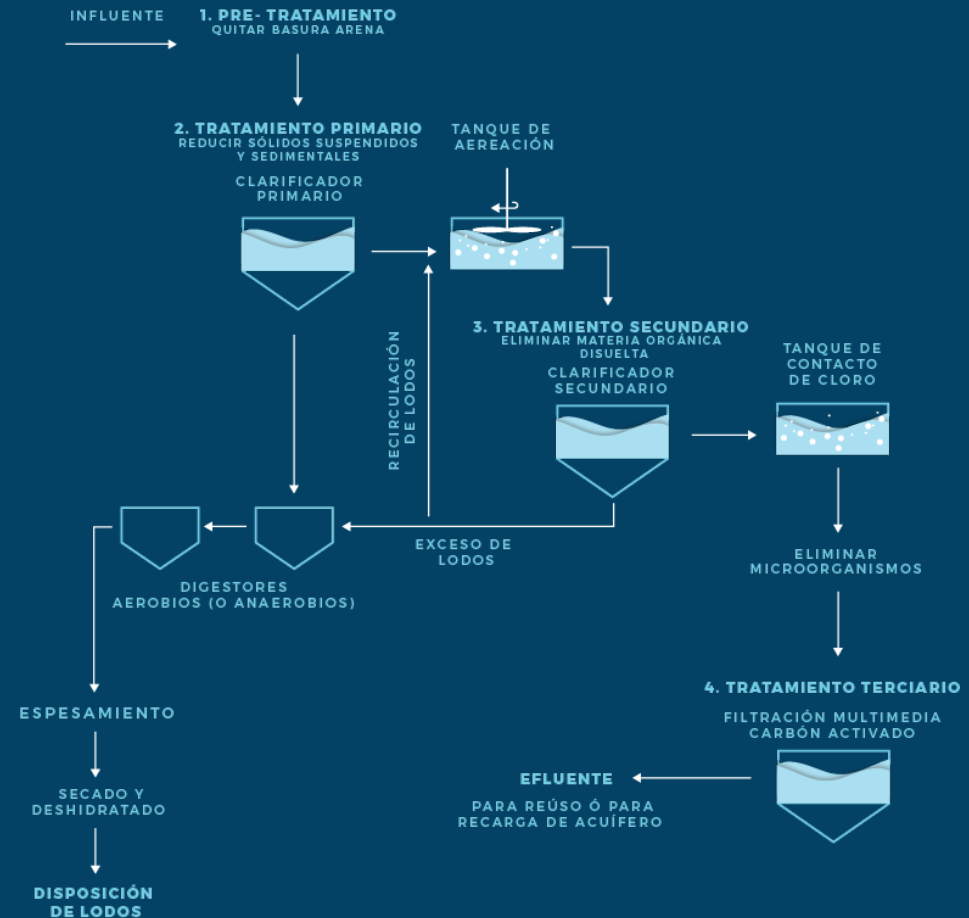 INFLUENTE
1. PRE- TRATAMIENTO
QUITAR BASURA ARENA
2. TRATAMIENTO PRIMARIO
REDUCIR SÓLIDOS SUSPENDIDOS
Y SEDIMENTALES
CLARIFICADOR
PRIMARIO
TANQUE DE
AEREACIÓN
RECIRCULACIÓN
DE LODOS
3. TRATAMIENTO SECUNDARIO
ELIMINAR MATERIA ORGÁNICA
DISUELTA
CLARIFICADOR
SECUNDARIO
TANQUE DE
CONTACTO
DE CLORO
EXCESO DE
LODOS
DIGESTORES
AEROBIOS (O ANAEROBIOS)
ELIMINAR
MICROORGANISMOS
4. TRATAMIENTO TERCIARIO
FILTRACIÓN MULTIMEDIA
CARBÓN ACTIVADO
EFLUENTE
PARA REÚSO Ó PARA
RECARGA DE ACUÍFERO
ESPESAMIENTO
SECADO Y
DESHIDRATADO
DISPOSICIÓN
DE LODOS